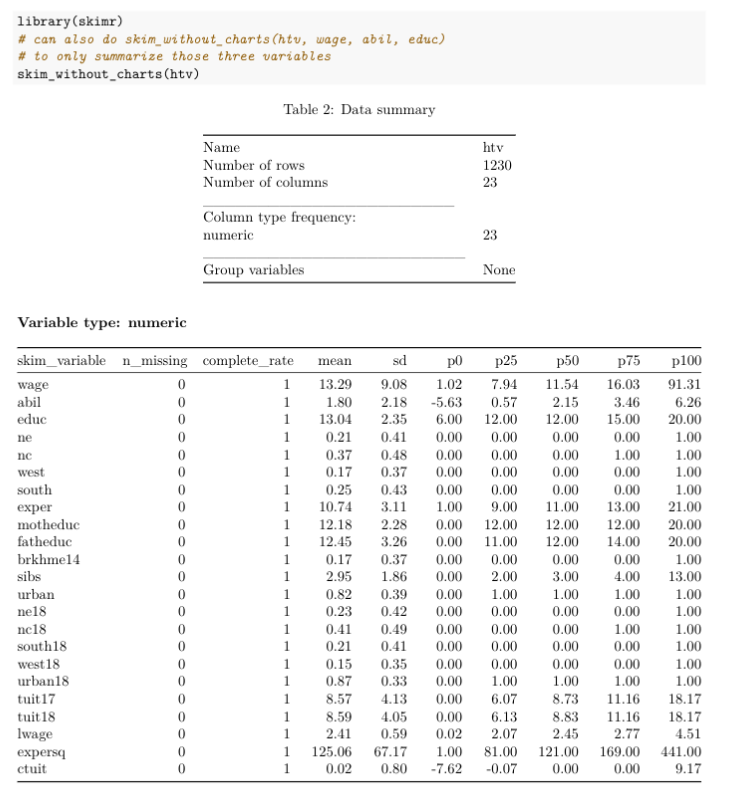 library(skimr)
# can also do skim_without_charts(htv, wage, abil, educ)
# to only summarize those three variables
skim_without_charts(htv)
Table 2: Data summary
Name htv
Number of rows 1230
Number of columns 23
Column type frequency:
numeric 23
Group variables None
Variable type: numeric
skim_variable n_missing complete_rate mean sd p0 p25 p50 p75 p100
wage 0 1 13.29 9.08 1.02 7.94 11.54 16.03 91.31
abil 0 1 1.80 2.18 -5.63 0.57 2.15 3.46 6.26
educ 0 1 13.04 2.35 6.00 12.00 12.00 15.00 20.00
ne 0 1 0.21 0.41 0.00 0.00 0.00 0.00 1.00
nc 0 1 0.37 0.48 0.00 0.00 0.00 1.00 1.00
west 0 1 0.17 0.37 0.00 0.00 0.00 0.00 1.00
south 0 1 0.25 0.43 0.00 0.00 0.00 0.00 1.00
exper 0 1 10.74 3.11 1.00 9.00 11.00 13.00 21.00
motheduc 0 1 12.18 2.28 0.00 12.00 12.00 12.00 20.00
fatheduc 0 1 12.45 3.26 0.00 11.00 12.00 14.00 20.00
brkhme14 0 1 0.17 0.37 0.00 0.00 0.00 0.00 1.00
sibs 0 1 2.95 1.86 0.00 2.00 3.00 4.00 13.00
urban 0 1 0.82 0.39 0.00 1.00 1.00 1.00 1.00
ne18 0 1 0.23 0.42 0.00 0.00 0.00 0.00 1.00
nc18 0 1 0.41 0.49 0.00 0.00 0.00 1.00 1.00
south18 0 1 0.21 0.41 0.00 0.00 0.00 0.00 1.00
west18 0 1 0.15 0.35 0.00 0.00 0.00 0.00 1.00
urban18 0 1 0.87 0.33 0.00 1.00 1.00 1.00 1.00
tuit17 0 1 8.57 4.13 0.00 6.07 8.73 11.16 18.17
tuit18 0 1 8.59 4.05 0.00 6.13 8.83 11.16 18.17
lwage 0 1 2.41 0.59 0.02 2.07 2.45 2.77 4.51
expersq 0 1 125.06 67.17 1.00 81.00 121.00 169.00 441.00
ctuit 0 1 0.02 0.80 -7.62 -0.07 0.00 0.00 9.17